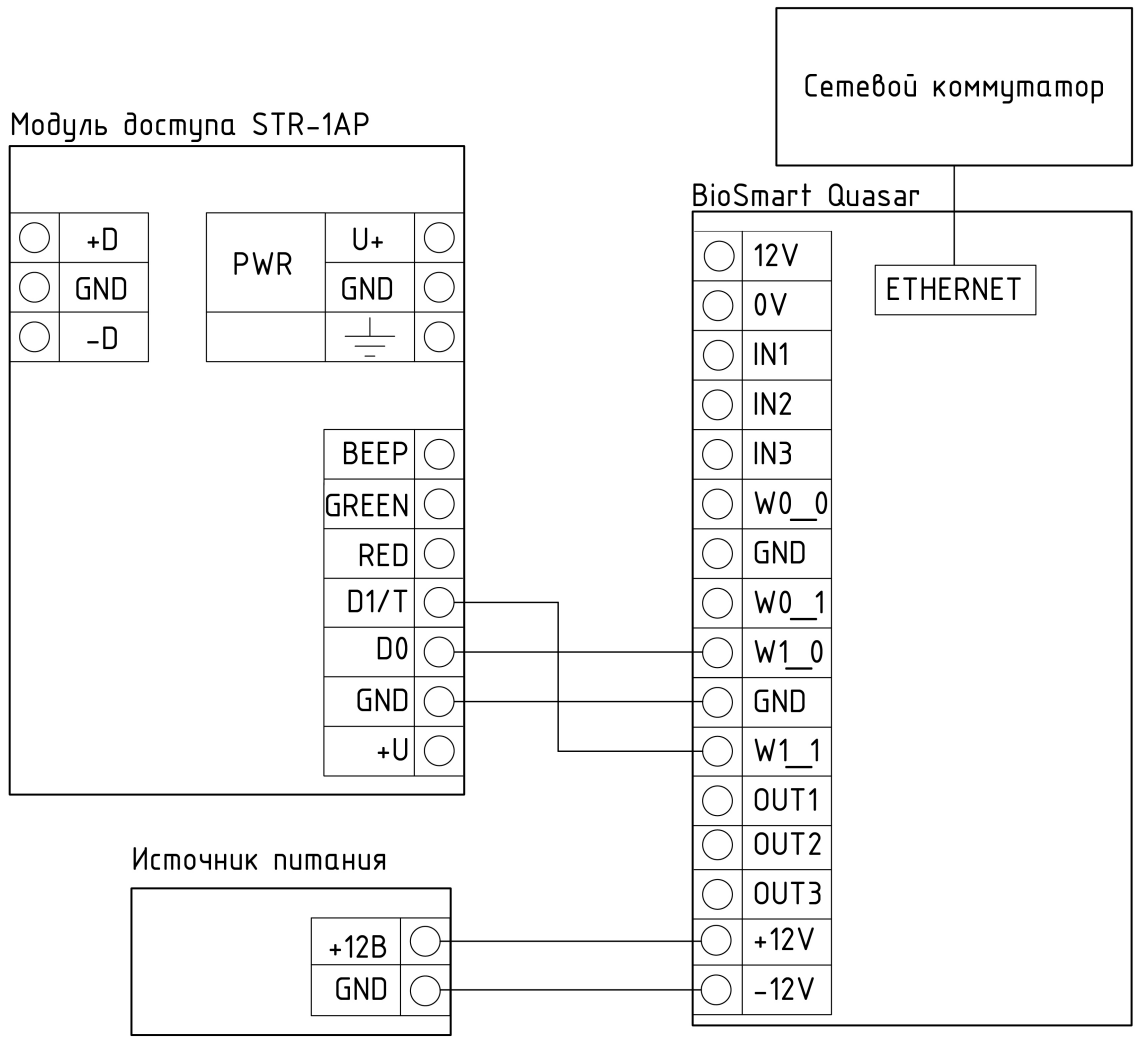 Сетевой коммутатор
Модуль доступа STR-1AP
+D
GND
-D
PWR
U+
GND
BEEP
GREEN
RED
D1/T
D0
GND
+U
BioSmart Quasar
ETHERNET
12V
0V
IN1
IN2
IN3
W0_0
GND
W0_1
W1_0
GND
W1_1
OUT1
OUT2
OUT3
+12V
-12V
Источник питания
+12В
GND